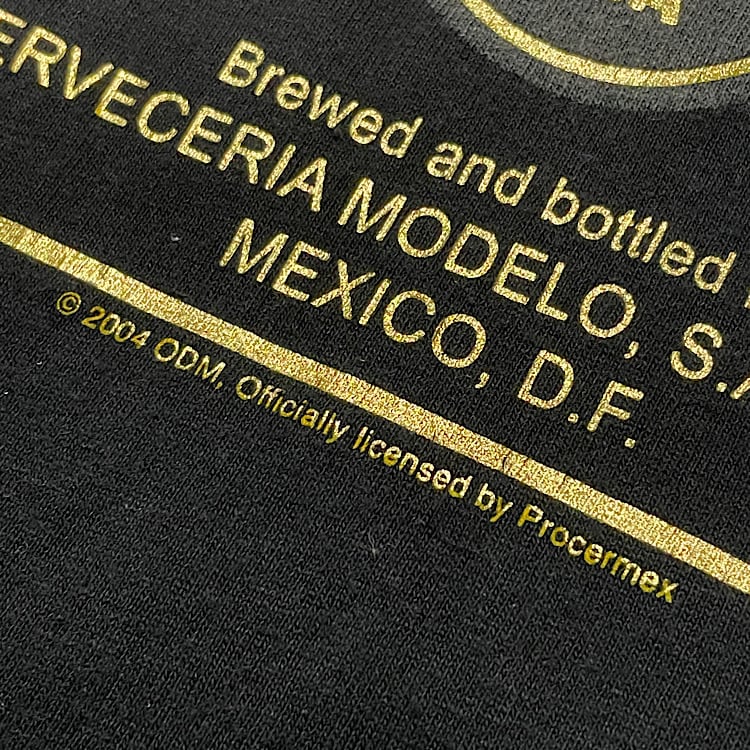 Brewed and bottled
ERVECERIA MODELO, S.A
MEXICO, D.F.
© 2004 ODM, Officially licensed by Procermex